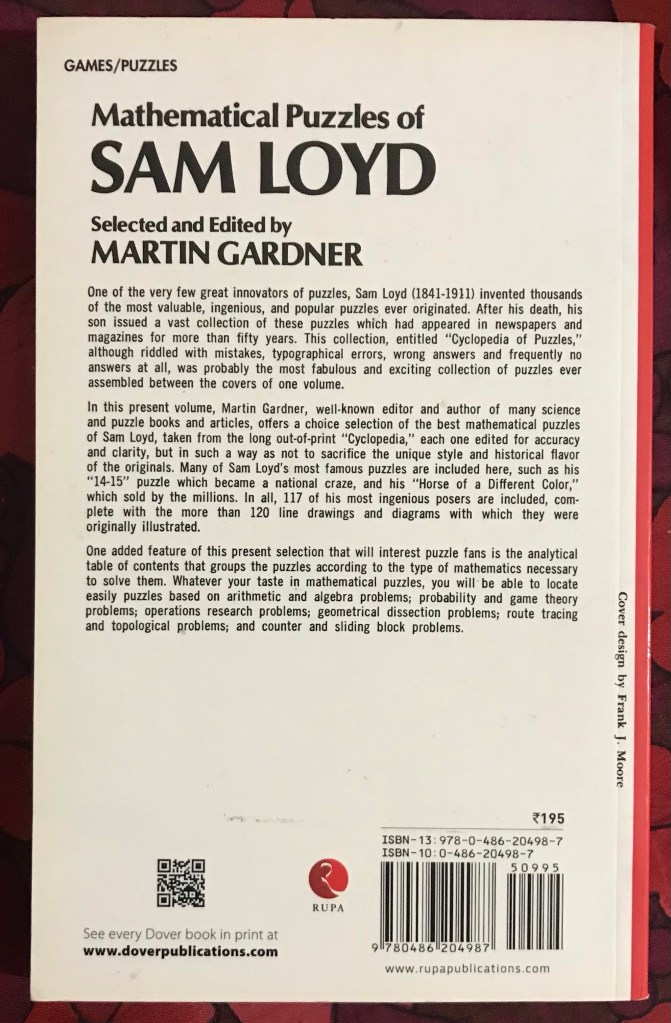 GAMES/PUZZLES
Mathematical Puzzles of
SAM LOYD
Selected and Edited by
MARTIN GARDNER
One of the very few great innovators of puzzles, Sam Loyd (1841-1911) invented thousands
of the most valuable, ingenious, and popular puzzles ever originated. After his death, his
son issued a vast collection of these puzzles which had appeared in newspapers and
magazines for more than fifty years. This collection, entitled "Cyclopedia of Puzzles,"
although riddled with mistakes, typographical errors, wrong answers and frequently no
answers at all, was probably the most fabulous and exciting collection of puzzles ever
assembled between the covers of one volume.
In this present volume, Martin Gardner, well-known editor and author of many science
and puzzle books and articles, offers a choice selection of the best mathematical puzzles
of Sam Loyd, taken from the long out-of-print "Cyclopedia," each one edited for accuracy
and clarity, but in such a way as not to sacrifice the unique style and historical flavor
of the originals. Many of Sam Loyd's most famous puzzles are included here, such as his
"14-15" puzzle which became a national craze, and his "Horse of a Different Color,"
which sold by the millions. In all, 117 of his most ingenious posers are included, com-
plete with the more than 120 line drawings and diagrams with which they were
originally illustrated.
One added feature of this present selection that will interest puzzle fans is the analytical
table of contents that groups the puzzles according to the type of mathematics necessary
to solve them. Whatever your taste in mathematical puzzles, you will be able to locate
easily puzzles based on arithmetic and algebra problems; probability and game theory
problems; operations research problems; geometrical dissection problems; route tracing
and topological problems; and counter and sliding block problems.
Cover design by Frank J. Moore
₹195
ISBN-13: 978-0-486-20498-7
ISBN-10: 0-486-20498-7
50995
9 780486 204987
RUPA
See every Dover book in print at
www.doverpublications.com
www.rupapublications.com